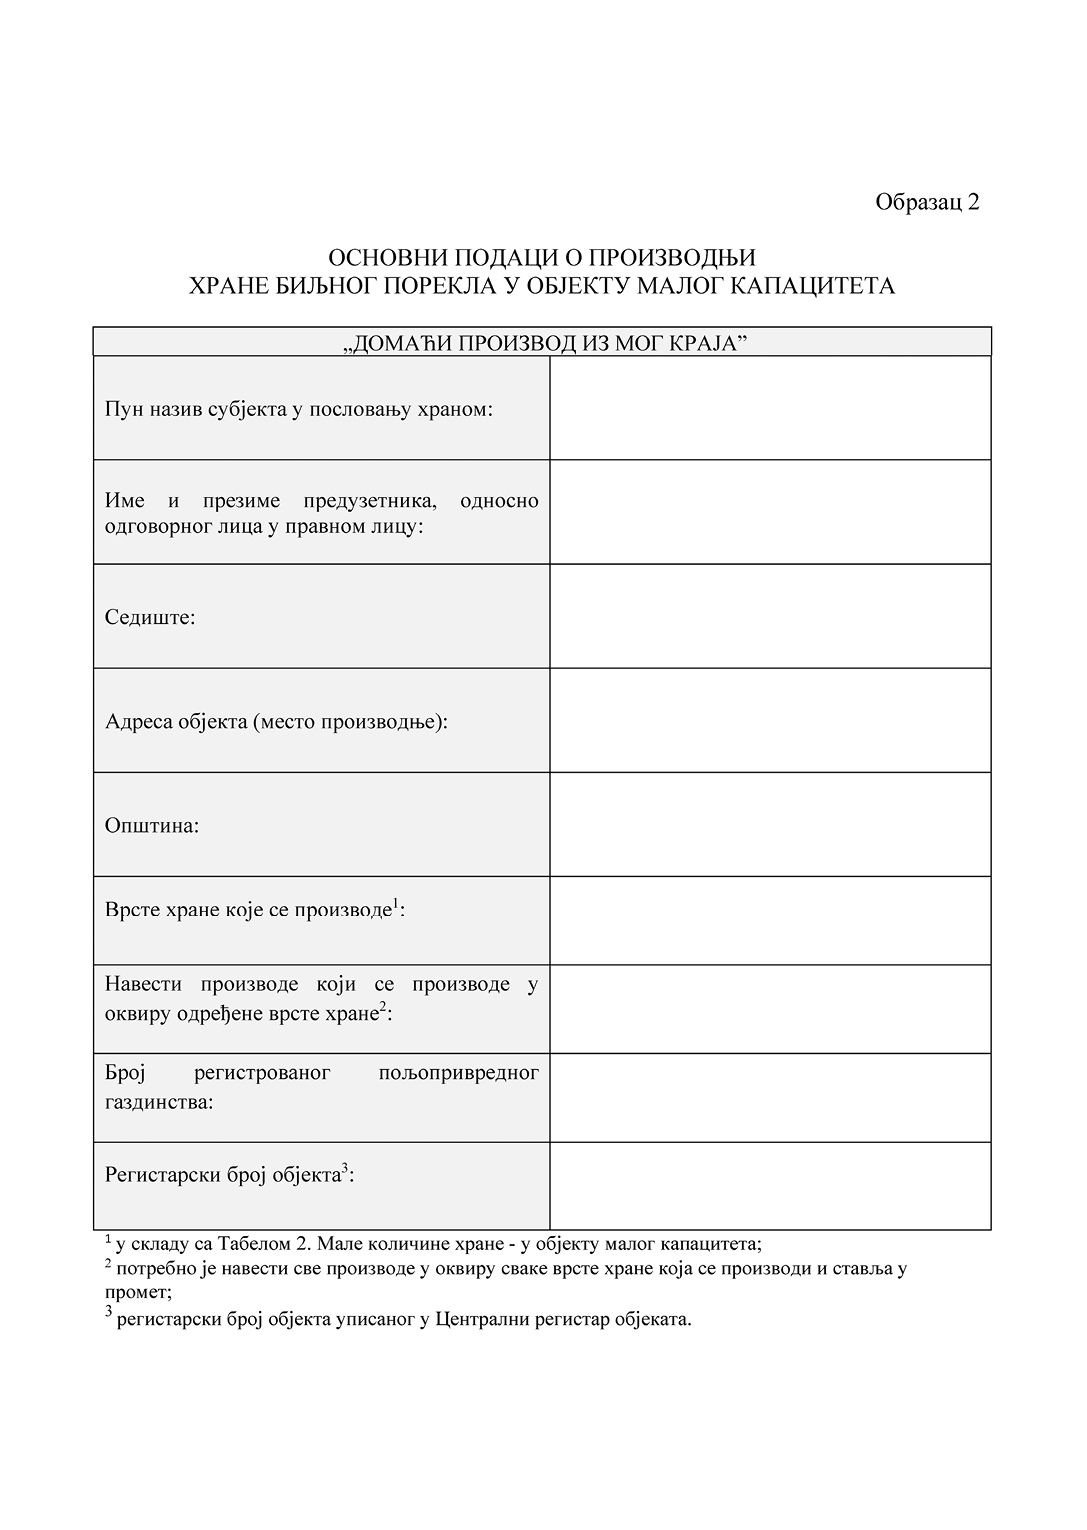 Образац 2
ОСНОВНИ ПОДАЦИ О ПРОИЗВОДЊИ
ХРАНЕ БИЉНОГ ПОРЕКЛА У ОБЈЕКТУ МАЛОГ КАПАЦИТЕТА
„ДОМАЋИ ПРОИЗВОД ИЗ МОГ КРАЈА”
Пун назив субјекта у пословању храном:
Име и презиме предузетника, односно
одговорног лица у правном лицу:
Седиште:
Адреса објекта (место производње):
Општина:
Врсте хране које се производе¹:
Навести производе који се производе у
оквиру одређене врсте хране²:
Број регистрованог пољопривредног
газдинства:
Регистарски број објекта³:
¹ у складу са Табелом 2. Мале количине хране - у објекту малог капацитета;
² потребно је навести све производе у оквиру сваке врсте хране која се производи и ставља у
промет;
³ регистарски број објекта уписаног у Централни регистар објеката.